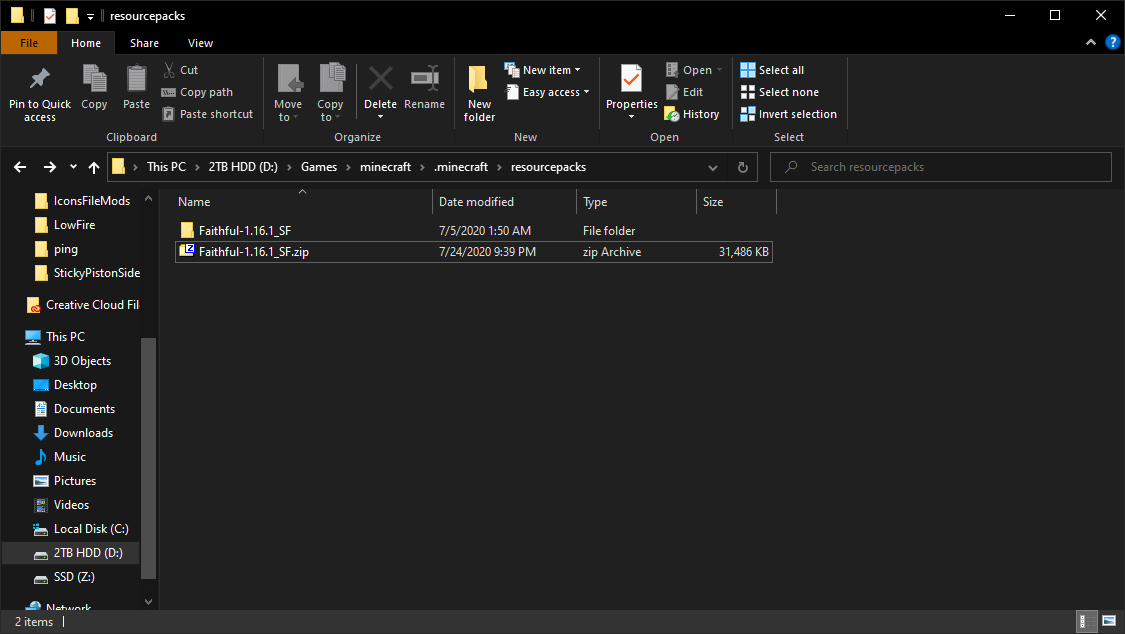 resourcepacks
File Home Share View
Pin to Quick access
Copy
Paste
Cut
Copy path
Paste shortcut
Clipboard
Move to
Copy to
Delete
Rename
Organize
New folder
New item
Easy access
New
Properties
Open
Edit
History
Open
Select all
Select none
Invert selection
Select
This PC > 2TB HDD (D:) > Games > minecraft > .minecraft > resourcepacks
Search resourcepacks
IconsFileMods
LowFire
ping
StickyPistonSide
Creative Cloud Fil
This PC
3D Objects
Desktop
Documents
Downloads
Music
Pictures
Videos
Local Disk (C:)
2TB HDD (D:)
SSD (Z:)
Network
Name Date modified Type Size
Faithful-1.16.1_SF 7/5/2020 1:50 AM File folder
Faithful-1.16.1_SF.zip 7/24/2020 9:39 PM zip Archive 31,486 KB
2 items